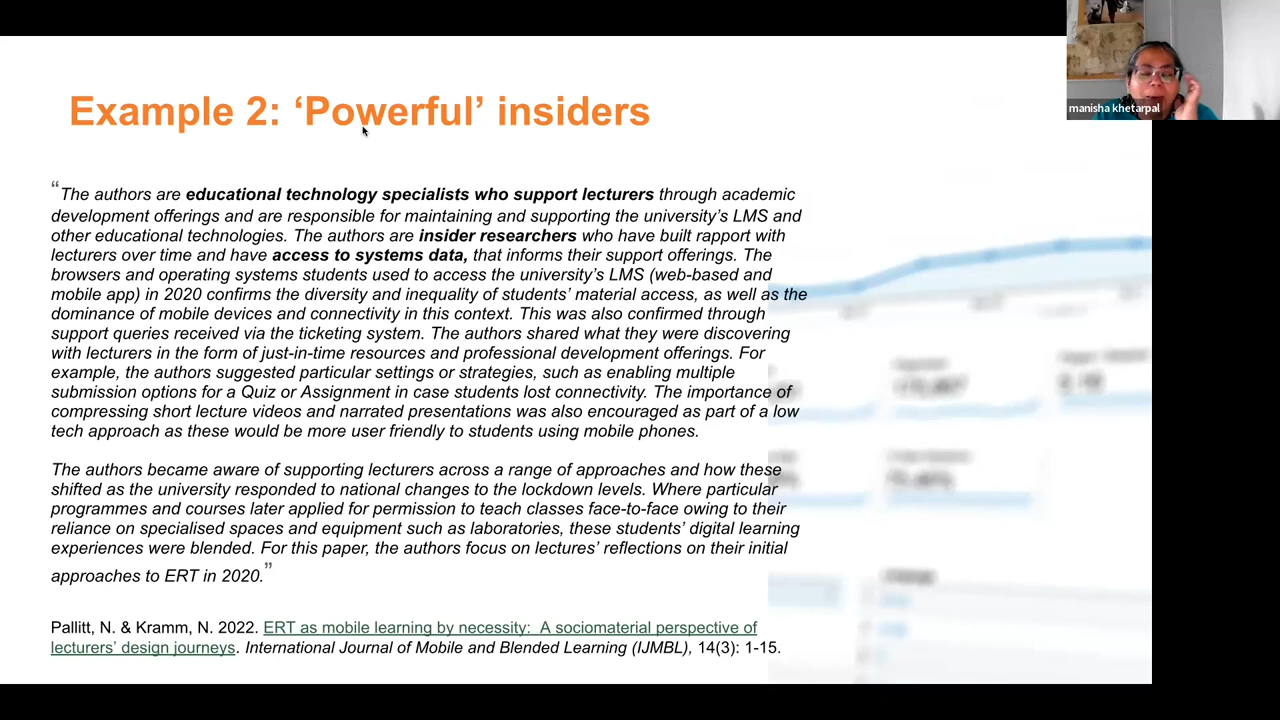 Example 2: ‘Powerful’ insiders
manisha khetarpal
“The authors are educational technology specialists who support lecturers through academic
development offerings and are responsible for maintaining and supporting the university’s LMS and
other educational technologies. The authors are insider researchers who have built rapport with
lecturers over time and have access to systems data, that informs their support offerings. The
browsers and operating systems students used to access the university’s LMS (web-based and
mobile app) in 2020 confirms the diversity and inequality of students’ material access, as well as the
dominance of mobile devices and connectivity in this context. This was also confirmed through
support queries received via the ticketing system. The authors shared what they were discovering
with lecturers in the form of just-in-time resources and professional development offerings. For
example, the authors suggested particular settings or strategies, such as enabling multiple
submission options for a Quiz or Assignment in case students lost connectivity. The importance of
compressing short lecture videos and narrated presentations was also encouraged as part of a low
tech approach as these would be more user friendly to students using mobile phones.
The authors became aware of supporting lecturers across a range of approaches and how these
shifted as the university responded to national changes to the lockdown levels. Where particular
programmes and courses later applied for permission to teach classes face-to-face owing to their
reliance on specialised spaces and equipment such as laboratories, these students’ digital learning
experiences were blended. For this paper, the authors focus on lectures’ reflections on their initial
approaches to ERT in 2020.”
Pallitt, N. & Kramm, N. 2022. ERT as mobile learning by necessity: A sociomaterial perspective of
lecturers’ design journeys. International Journal of Mobile and Blended Learning (IJMBL), 14(3): 1-15.